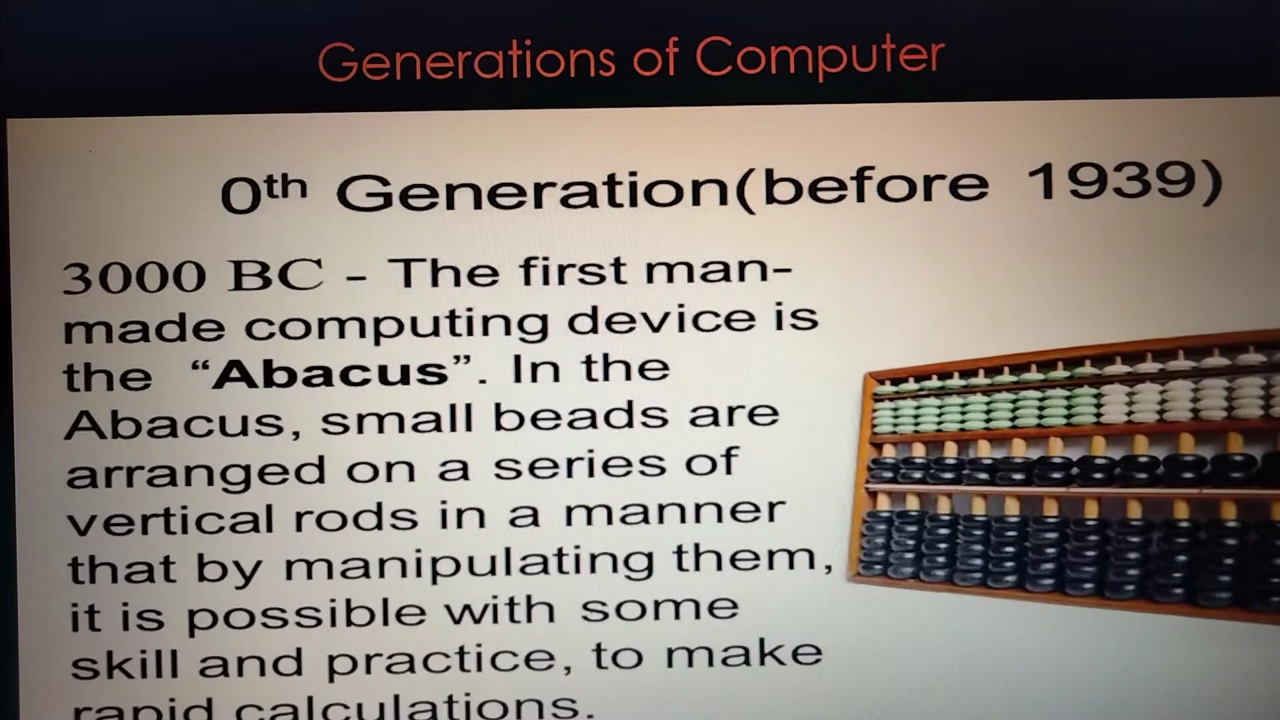 Generations of Computer
0th Generation(before 1939)
3000 BC - The first man-
made computing device is
the “Abacus”. In the
Abacus, small beads are
arranged on a series of
vertical rods in a manner
that by manipulating them,
it is possible with some
skill and practice, to make
rapid calculations.